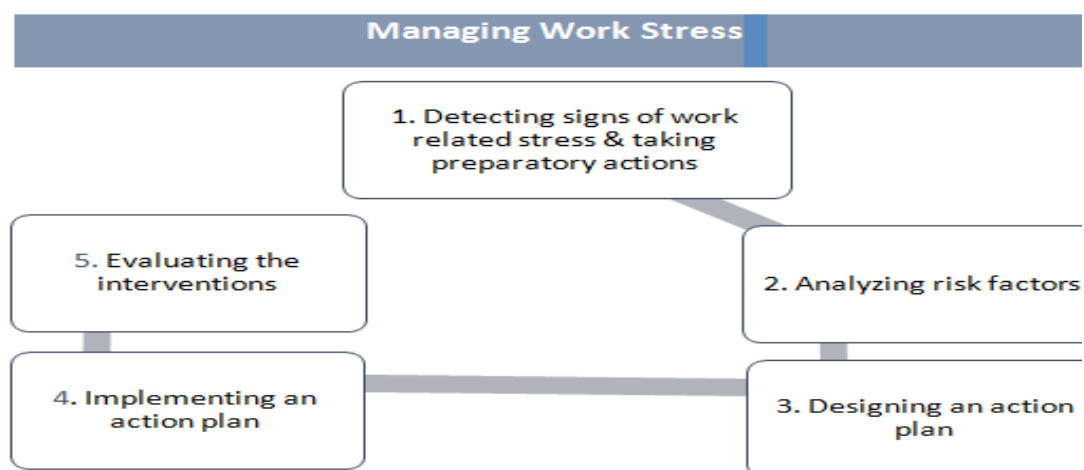 Managing Work Stress
1. Detecting signs of work
related stress & taking
preparatory actions
2. Analyzing risk factors
3. Designing an action
plan
4. Implementing an
action plan
5. Evaluating the
interventions